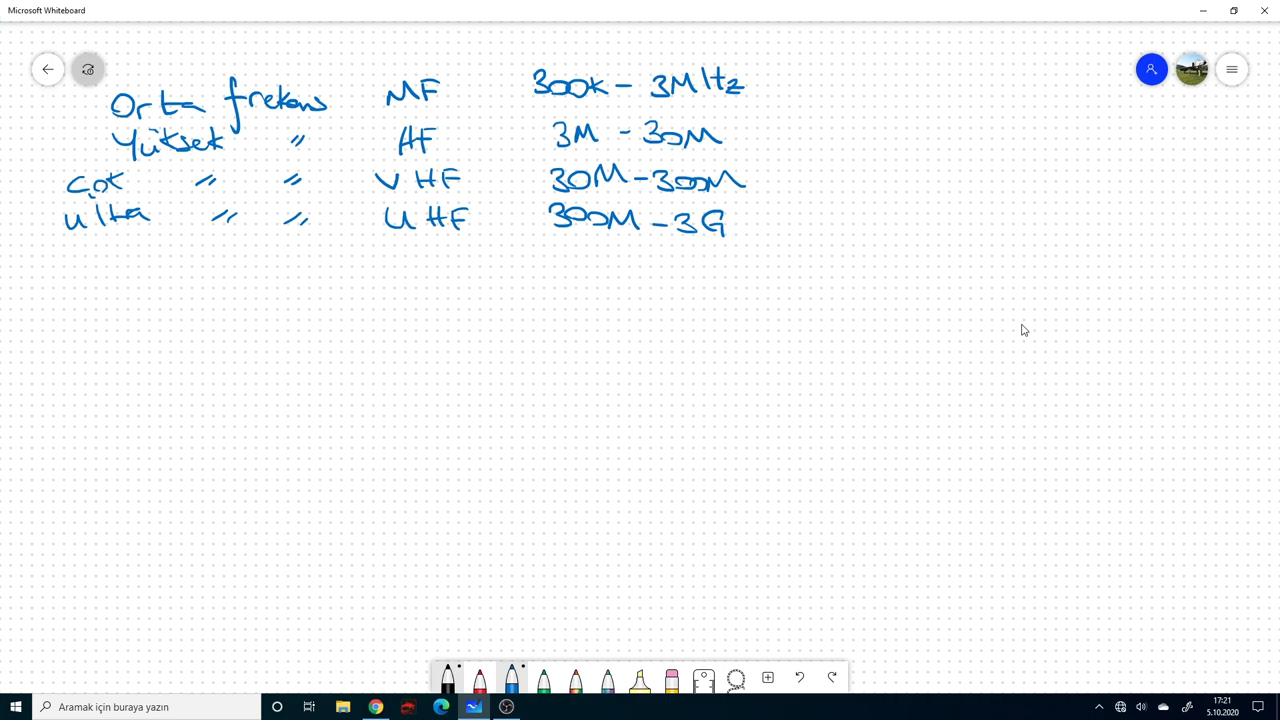 Microsoft Whiteboard
Orta frekans MF 300K - 3MHz
Yüksek " HF 3M - 30M
Çok " " VHF 30M - 300M
ultra " " UHF 300M - 3G
Aramak için buraya yazın
17:21
5.10.2020